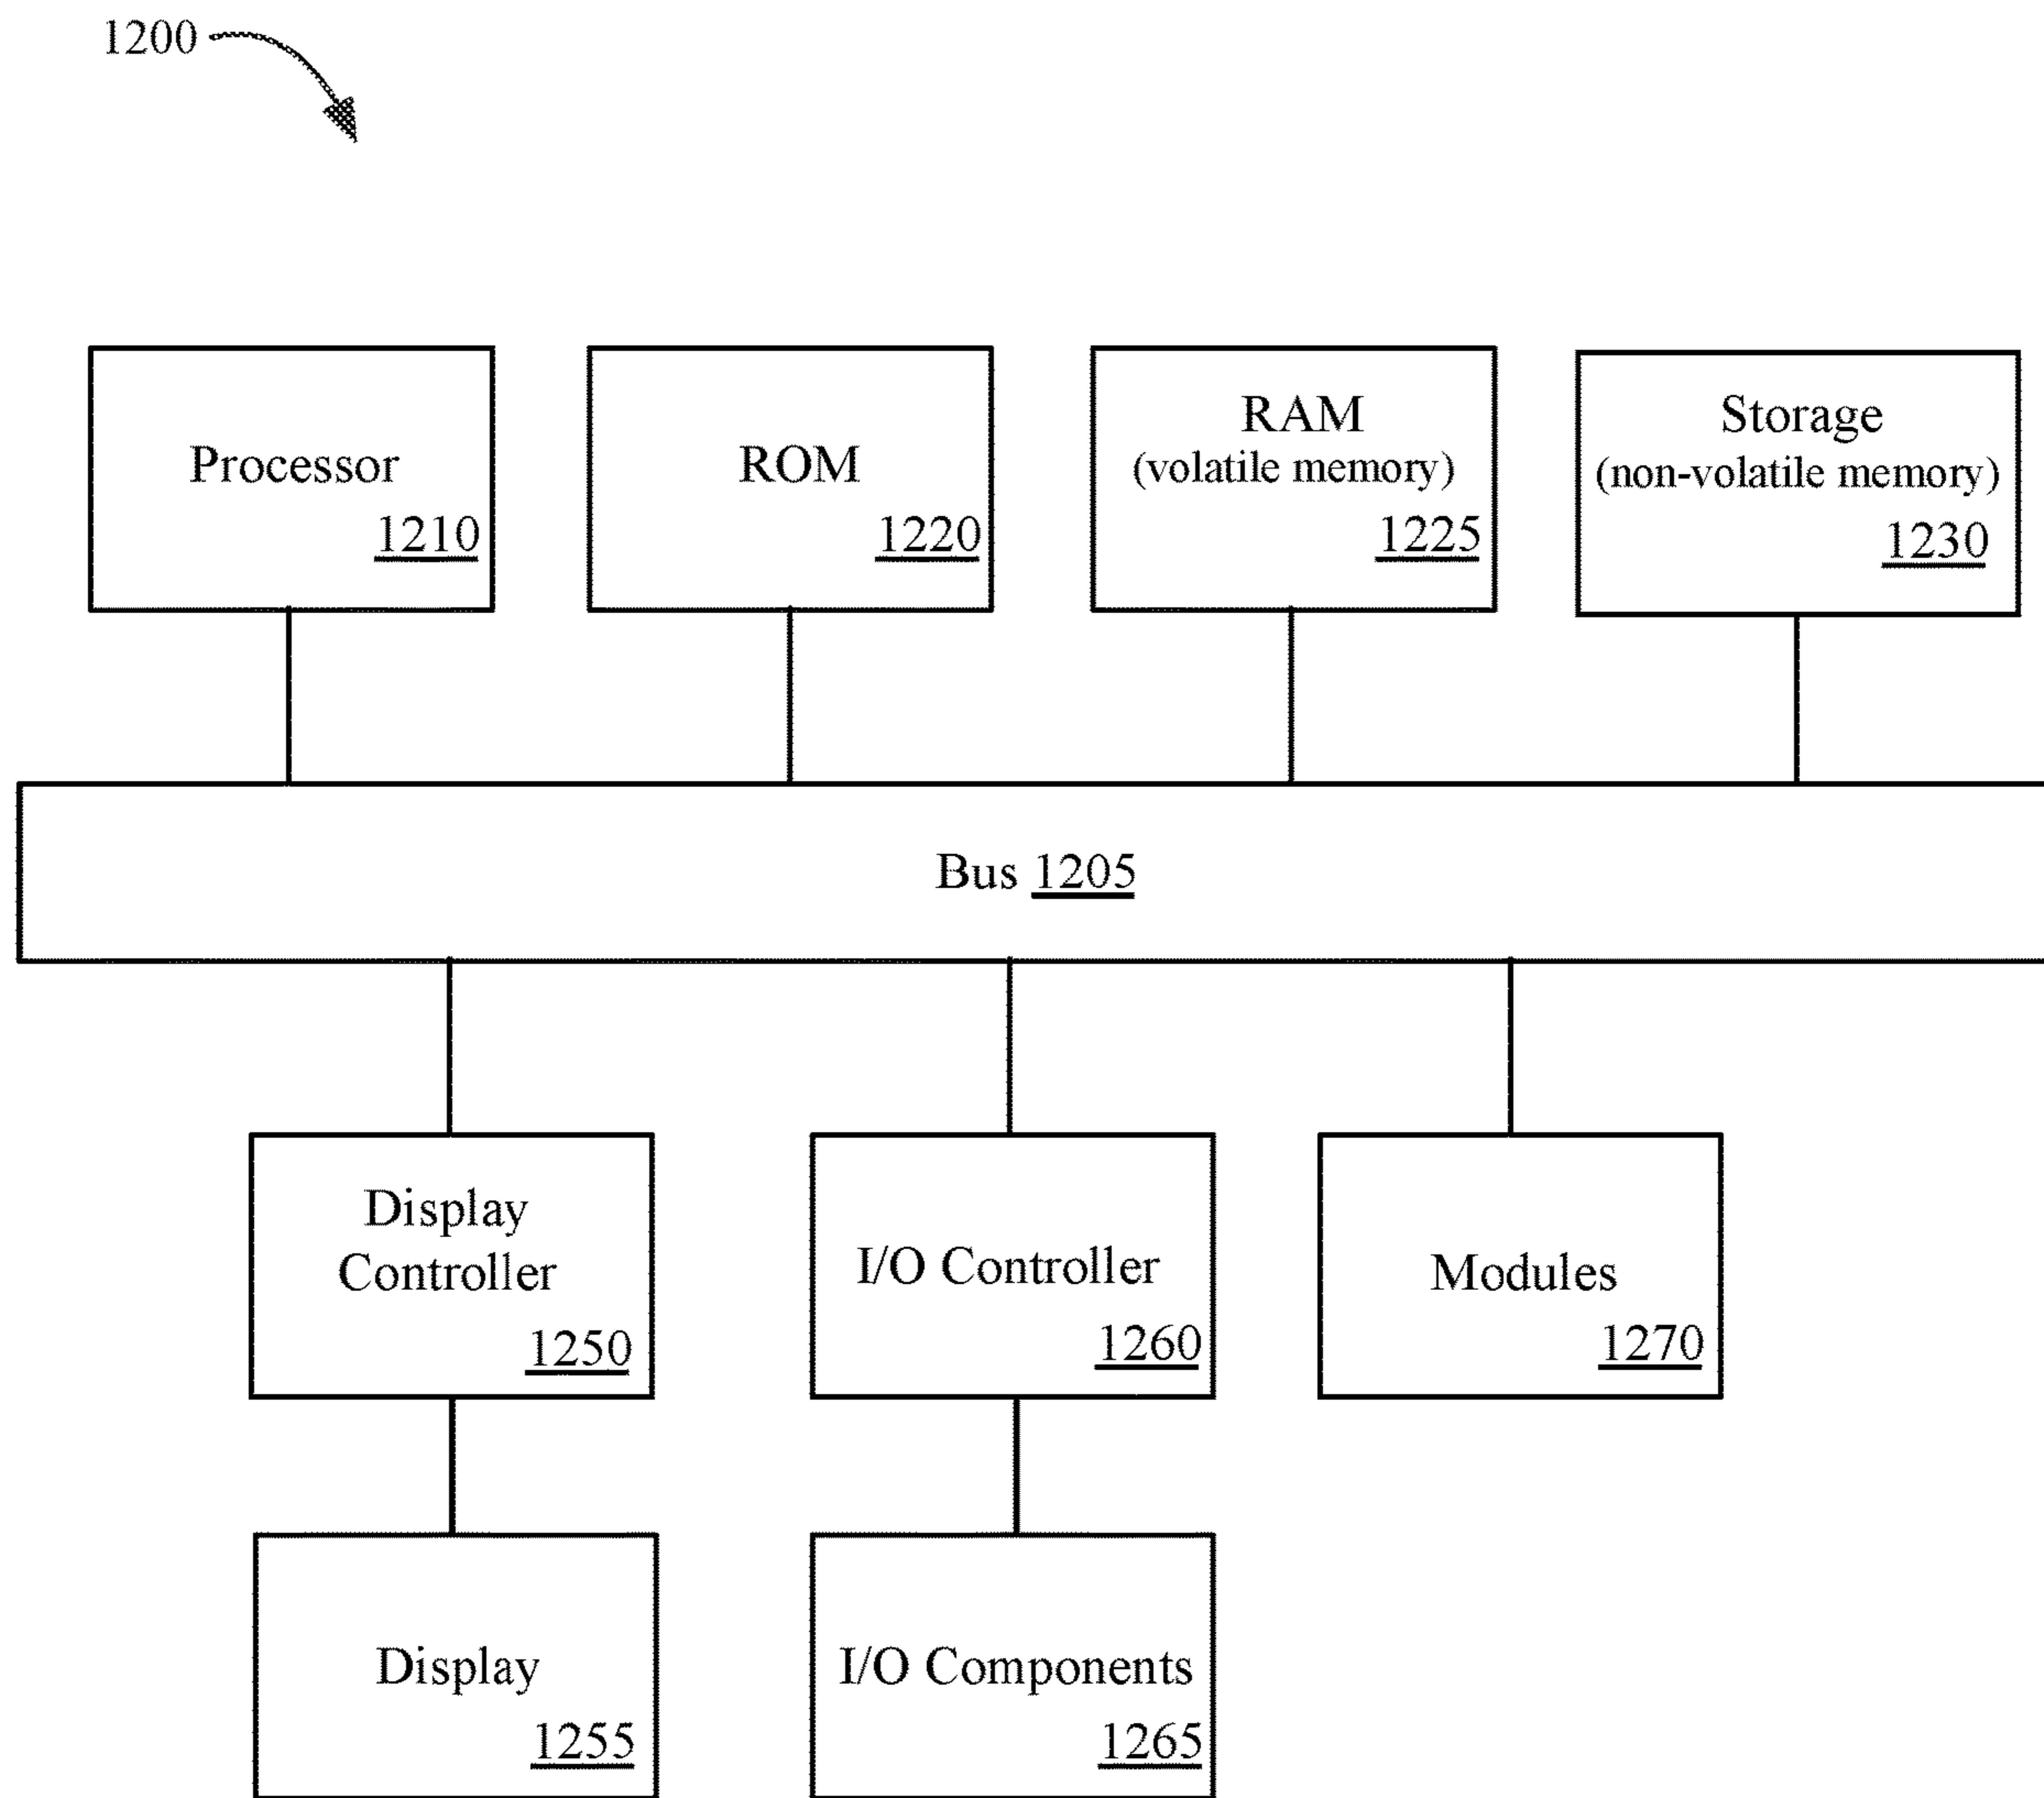 1200
Processor
1210
ROM
1220
RAM
(volatile memory)
1225
Storage
(non-volatile memory)
1230
Bus 1205
Display
Controller
1250
I/O Controller
1260
Modules
1270
Display
1255
I/O Components
1265